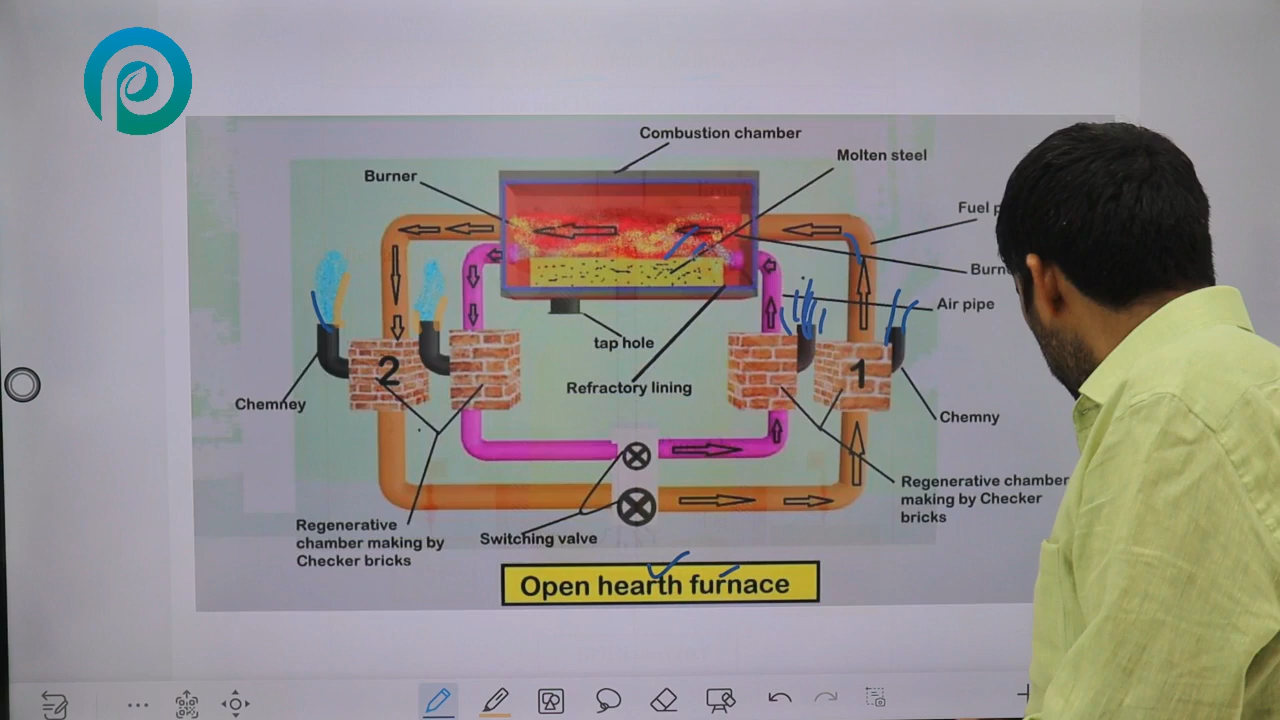 Combustion chamber
Molten steel
Burner
Fuel
Air pipe
tap hole
2
1
Refractory lining
Chemney
Chemny
Regenerative chamber
making by Checker
bricks
Regenerative
chamber making by
Checker bricks
Switching valve
Open hearth furnace